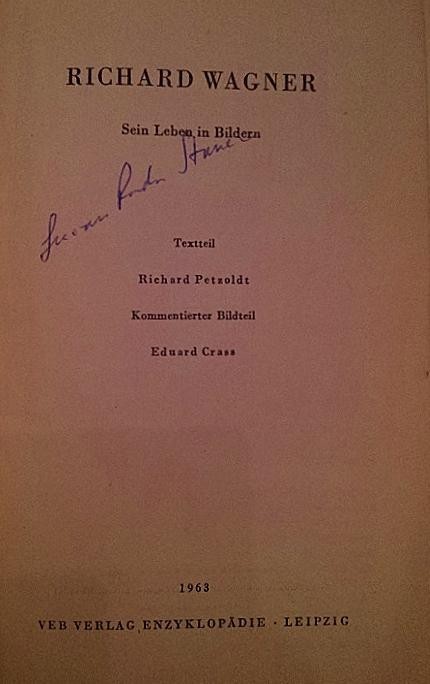 RICHARD WAGNER
Sein Leben in Bildern
Textteil
Richard Petzoldt
Kommentierter Bildteil
Eduard Crass
1963
VEB VERLAG ENZYKLOPÄDIE · LEIPZIG